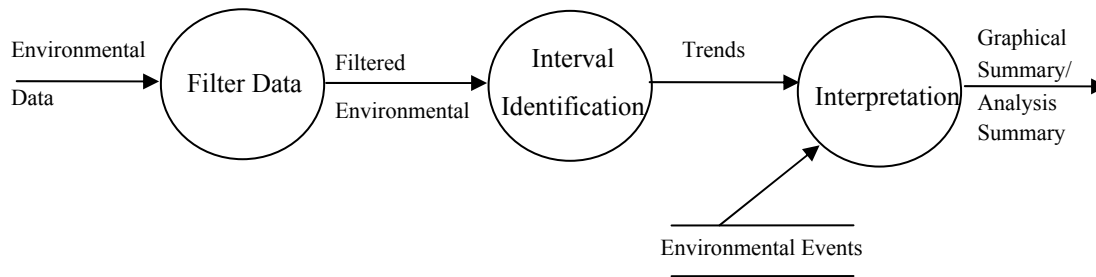 Environmental
Data
Filter Data
Filtered
Environmental
Interval
Identification
Trends
Interpretation
Graphical
Summary/
Analysis
Summary
Environmental Events